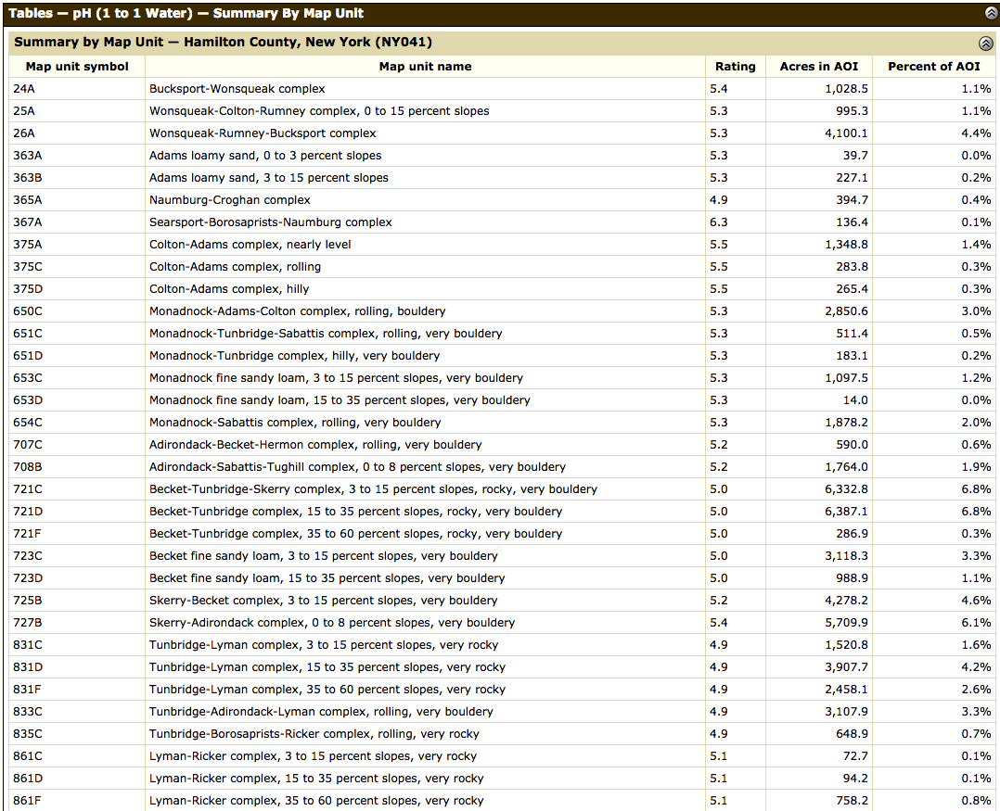 Tables — pH (1 to 1 Water) — Summary By Map Unit
Summary by Map Unit — Hamilton County, New York (NY041)
Map unit symbol Map unit name Rating Acres in AOI Percent of AOI
24A Bucksport-Wonsqueak complex 5.4 1,028.5 1.1%
25A Wonsqueak-Colton-Rumney complex, 0 to 15 percent slopes 5.3 995.3 1.1%
26A Wonsqueak-Rumney-Bucksport complex 5.3 4,100.1 4.4%
363A Adams loamy sand, 0 to 3 percent slopes 5.3 39.7 0.0%
363B Adams loamy sand, 3 to 15 percent slopes 5.3 227.1 0.2%
365A Naumburg-Croghan complex 4.9 394.7 0.4%
367A Searsport-Borosaprists-Naumburg complex 6.3 136.4 0.1%
375A Colton-Adams complex, nearly level 5.5 1,348.8 1.4%
375C Colton-Adams complex, rolling 5.5 283.8 0.3%
375D Colton-Adams complex, hilly 5.5 265.4 0.3%
650C Monadnock-Adams-Colton complex, rolling, bouldery 5.3 2,850.6 3.0%
651C Monadnock-Tunbridge-Sabattis complex, rolling, very bouldery 5.3 511.4 0.5%
651D Monadnock-Tunbridge complex, hilly, very bouldery 5.3 183.1 0.2%
653C Monadnock fine sandy loam, 3 to 15 percent slopes, very bouldery 5.3 1,097.5 1.2%
653D Monadnock fine sandy loam, 15 to 35 percent slopes, very bouldery 5.3 14.0 0.0%
654C Monadnock-Sabattis complex, rolling, very bouldery 5.3 1,878.2 2.0%
707C Adirondack-Becket-Hermon complex, rolling, very bouldery 5.2 590.0 0.6%
708B Adirondack-Sabattis-Tughill complex, 0 to 8 percent slopes, very bouldery 5.2 1,764.0 1.9%
721C Becket-Tunbridge-Skerry complex, 3 to 15 percent slopes, rocky, very bouldery 5.0 6,332.8 6.8%
721D Becket-Tunbridge complex, 15 to 35 percent slopes, rocky, very bouldery 5.0 6,387.1 6.8%
721F Becket-Tunbridge complex, 35 to 60 percent slopes, rocky, very bouldery 5.0 286.9 0.3%
723C Becket fine sandy loam, 3 to 15 percent slopes, very bouldery 5.0 3,118.3 3.3%
723D Becket fine sandy loam, 15 to 35 percent slopes, very bouldery 5.0 988.9 1.1%
725B Skerry-Becket complex, 3 to 15 percent slopes, very bouldery 5.2 4,278.2 4.6%
727B Skerry-Adirondack complex, 0 to 8 percent slopes, very bouldery 5.4 5,709.9 6.1%
831C Tunbridge-Lyman complex, 3 to 15 percent slopes, very rocky 4.9 1,520.8 1.6%
831D Tunbridge-Lyman complex, 15 to 35 percent slopes, very rocky 4.9 3,907.7 4.2%
831F Tunbridge-Lyman complex, 35 to 60 percent slopes, very rocky 4.9 2,458.1 2.6%
833C Tunbridge-Adirondack-Lyman complex, rolling, very bouldery 4.9 3,107.9 3.3%
835C Tunbridge-Borosaprists-Ricker complex, rolling, very rocky 4.9 648.9 0.7%
861C Lyman-Ricker complex, 3 to 15 percent slopes, very rocky 5.1 72.7 0.1%
861D Lyman-Ricker complex, 15 to 35 percent slopes, very rocky 5.1 94.2 0.1%
861F Lyman-Ricker complex, 35 to 60 percent slopes, very rocky 5.1 758.2 0.8%